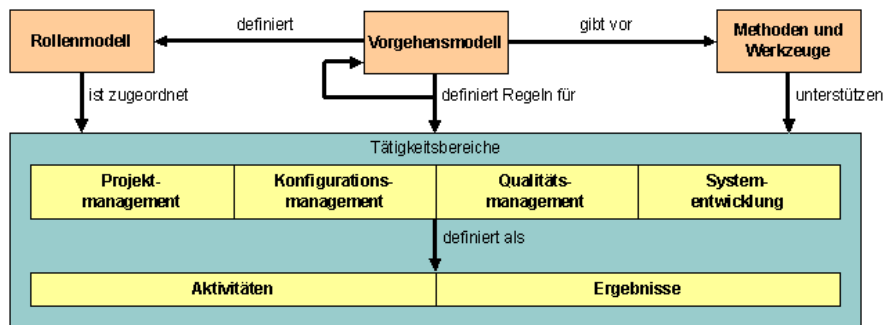 Rollenmodell
definiert
Vorgehensmodell
gibt vor
Methoden und
Werkzeuge
ist zugeordnet
definiert Regeln für
unterstützen
Tätigkeitsbereiche
Projekt-
management
Konfigurations-
management
Qualitäts-
management
System-
entwicklung
definiert als
Aktivitäten
Ergebnisse